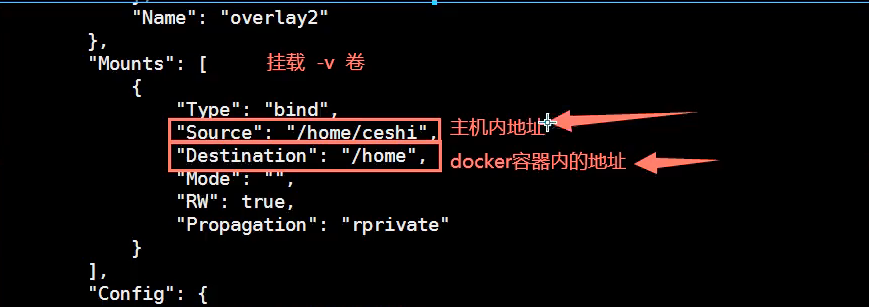 "Name": "overlay2"
},
"Mounts": [ 挂载 -v 卷
{
"Type": "bind",
"Source": "/home/ceshi", 主机内地址
"Destination": "/home", docker容器内的地址
"Mode": "",
"RW": true,
"Propagation": "rprivate"
}
],
"Config": {